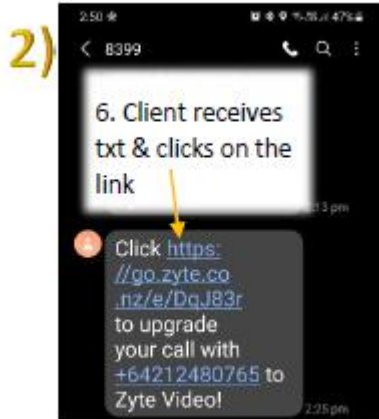 2)
2:50
47%
8399
6. Client receives
txt & clicks on the
link
13 pm
Click https:
//go.zyte.co
.nz/e/DqJ83r
to upgrade
your call with
+64212480765 to
Zyte Video!
2:25 pm